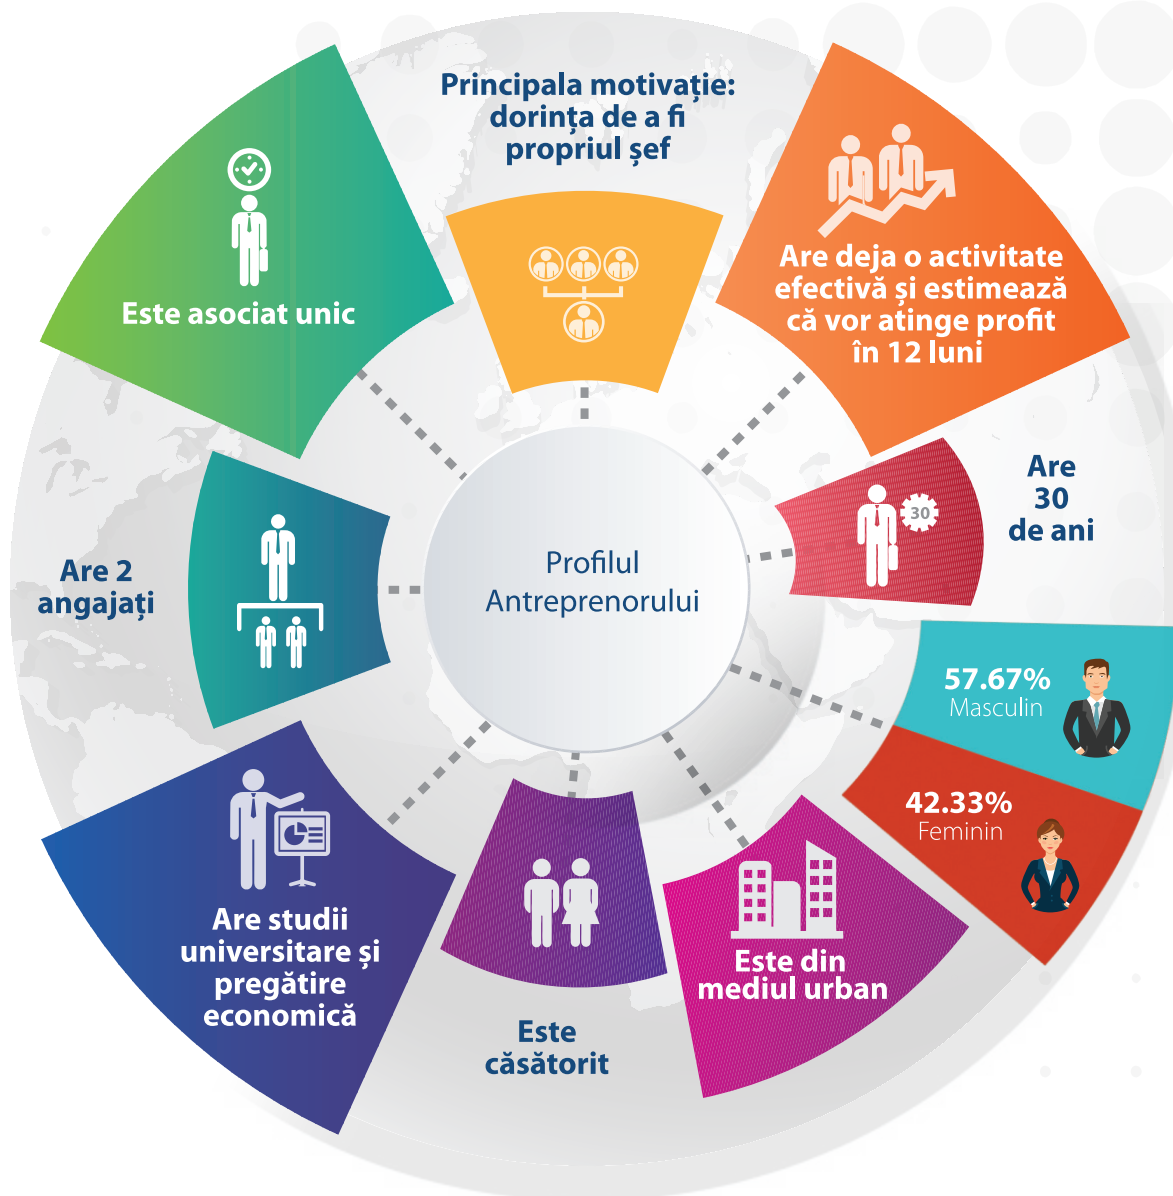 Principala motivație:
dorința de a fi
propriul șef
Are deja o activitate
efectivă și estimează
că vor atinge profit
în 12 luni
Are
30
de ani
30
57.67%
Masculin
42.33%
Feminin
Este din
mediul urban
Este
căsătorit
Are studii
universitare și
pregătire
economică
Are 2
angajați
Este asociat unic
Profilul
Antreprenorului